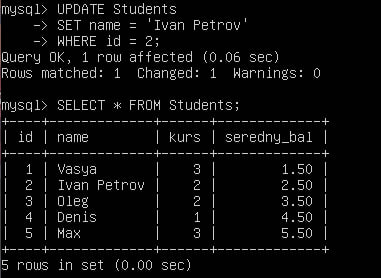 mysql> UPDATE Students
    -> SET name = 'Ivan Petrov'
    -> WHERE id = 2;
Query OK, 1 row affected (0.06 sec)
Rows matched: 1  Changed: 1  Warnings: 0

mysql> SELECT * FROM Students;
+----+-------------+------+-------------+
| id | name        | kurs | seredny_bal |
+----+-------------+------+-------------+
|  1 | Vasya       |    3 |        1.50 |
|  2 | Ivan Petrov |    2 |        2.50 |
|  3 | Oleg        |    2 |        3.50 |
|  4 | Denis       |    1 |        4.50 |
|  5 | Max         |    3 |        5.50 |
+----+-------------+------+-------------+
5 rows in set (0.00 sec)